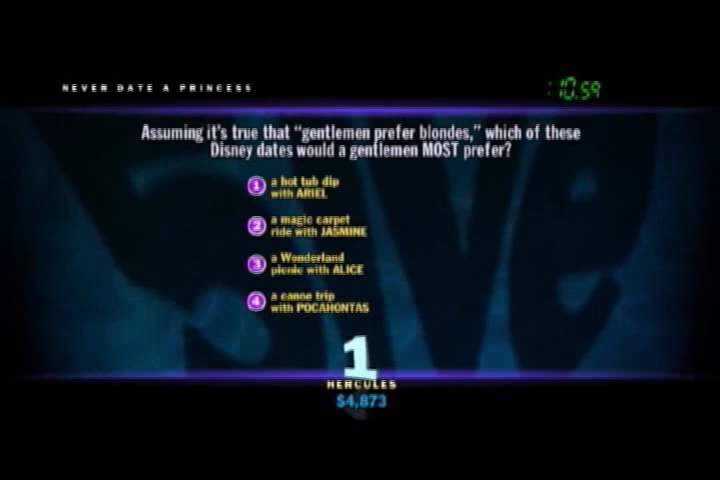 NEVER DATE A PRINCESS
:10.59
Assuming it's true that "gentlemen prefer blondes," which of these
Disney dates would a gentlemen MOST prefer?
1 a hot tub dip
with ARIEL
2 a magic carpet
ride with JASMINE
3 a Wonderland
picnic with ALICE
4 a canoe trip
with POCAHONTAS
1
HERCULES
$4,873